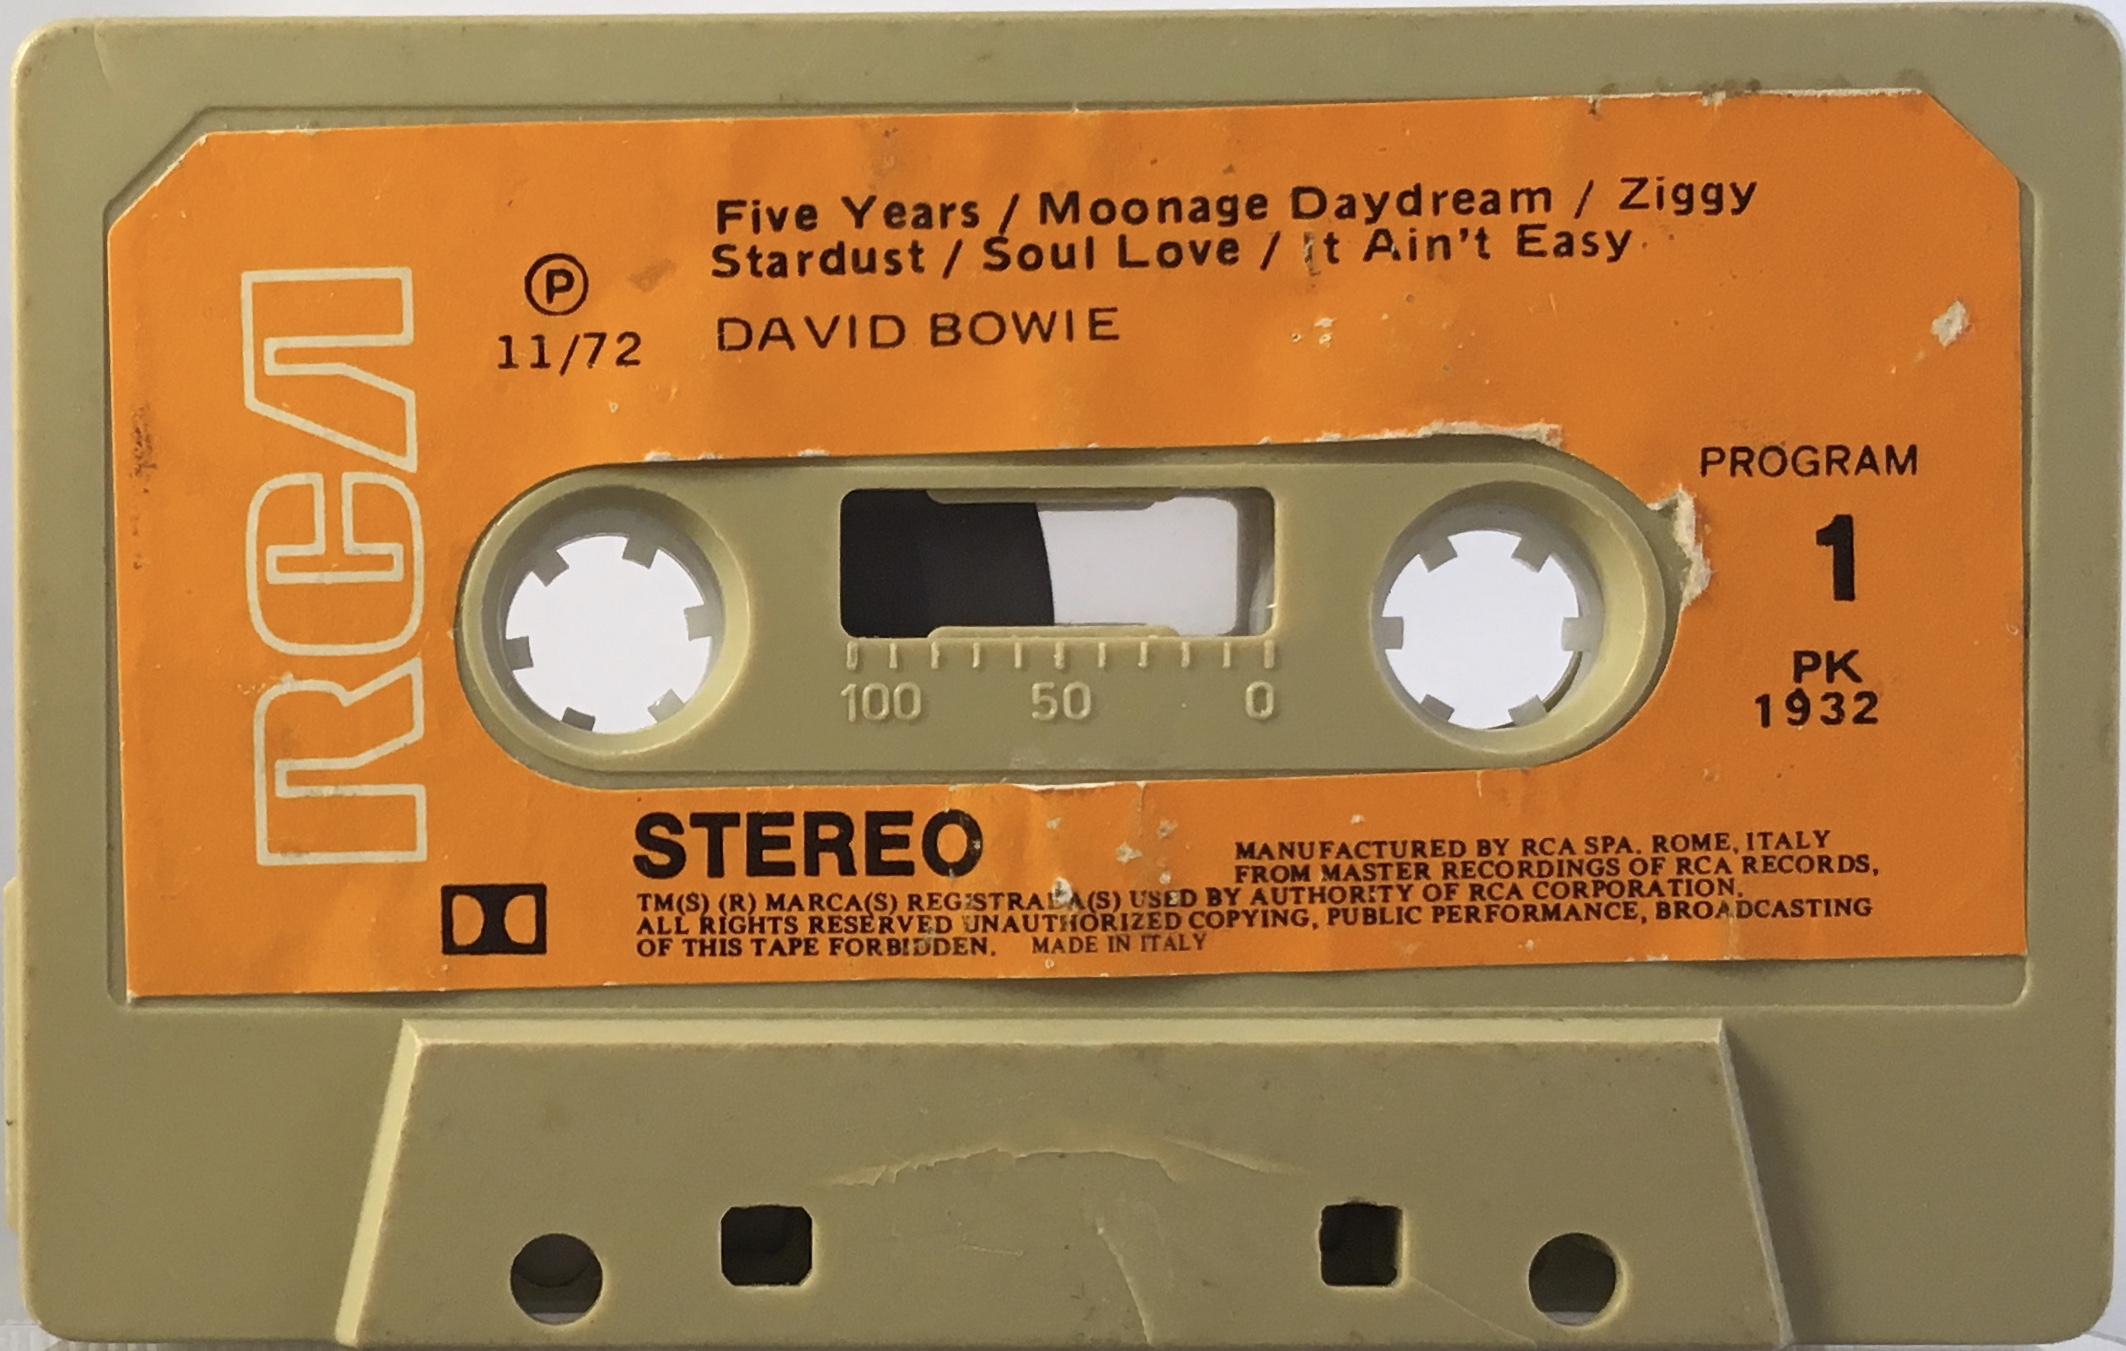 RCA
Five Years / Moonage Daydream / Ziggy
Stardust / Soul Love / It Ain't Easy
Ⓟ
11/72
DAVID BOWIE
PROGRAM
1
PK
1932
100 50 0
STEREO
MANUFACTURED BY RCA SPA. ROME, ITALY
FROM MASTER RECORDINGS OF RCA RECORDS,
TM(S) (R) MARCA(S) REGISTRADA(S) USED BY AUTHORITY OF RCA CORPORATION.
ALL RIGHTS RESERVED UNAUTHORIZED COPYING, PUBLIC PERFORMANCE, BROADCASTING
OF THIS TAPE FORBIDDEN. MADE IN ITALY